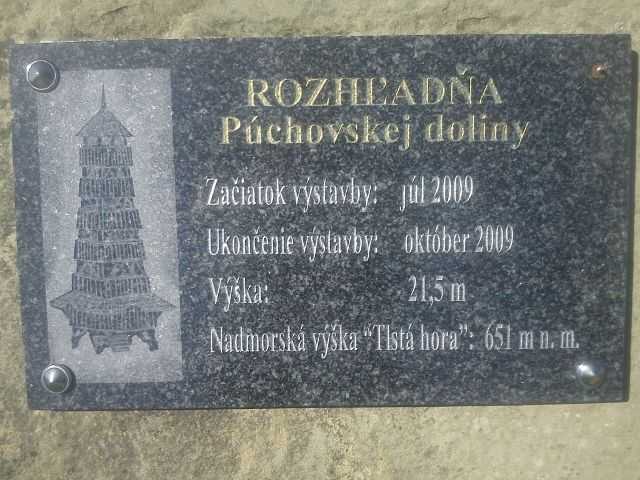 ROZHĽADŇA
Púchovskej doliny
Začiatok výstavby: júl 2009
Ukončenie výstavby: október 2009
Výška: 21,5 m
Nadmorská výška “Tlstá hora”: 651 m n. m.